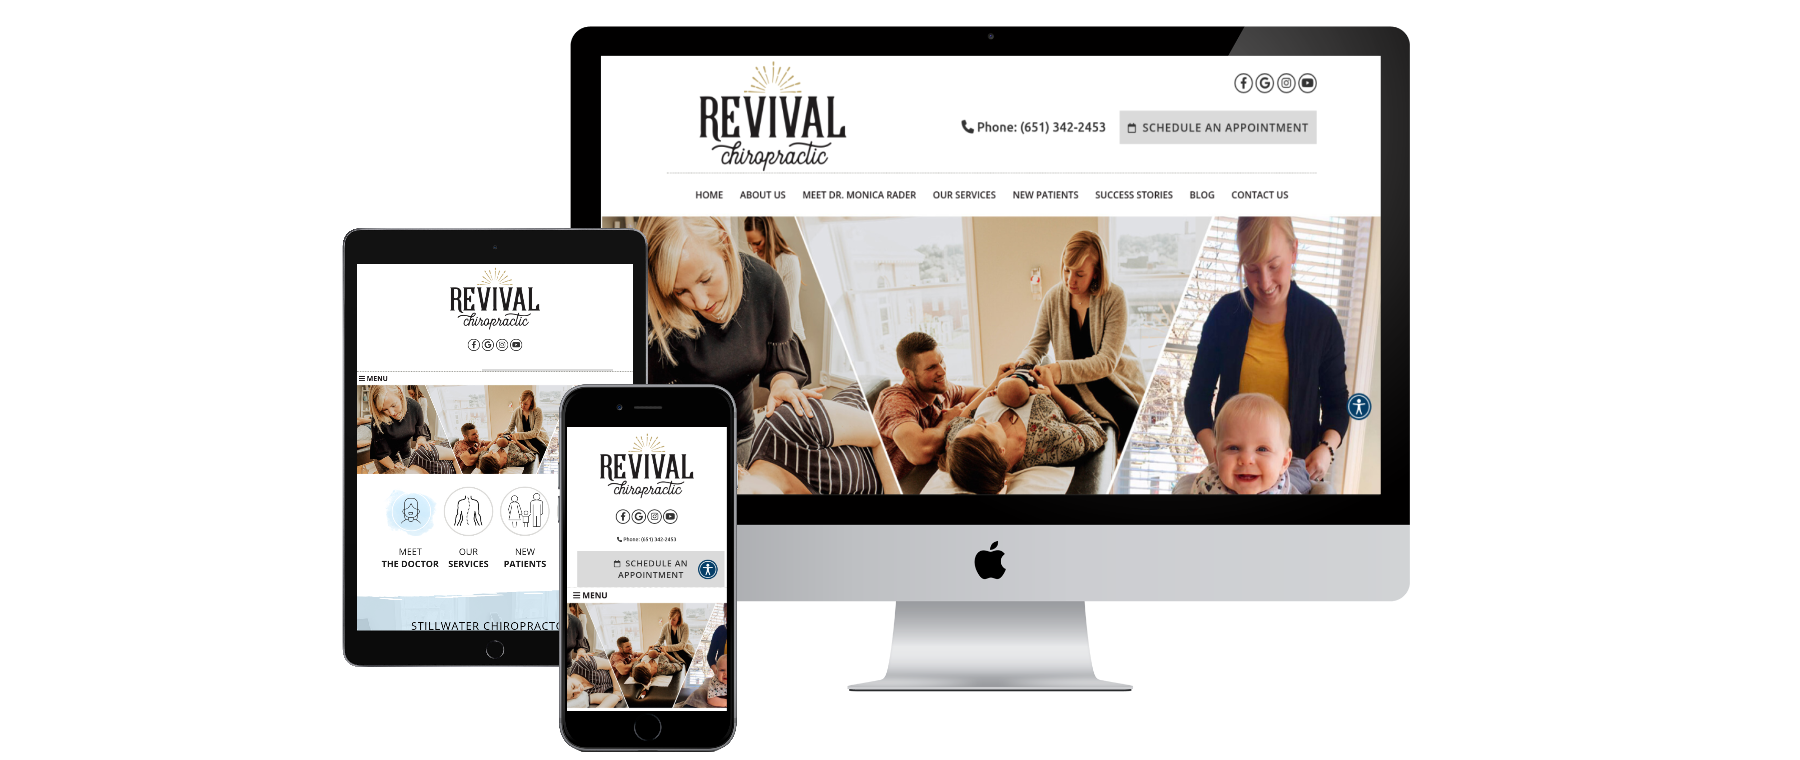 REVIVAL
chiropractic
Phone: (651) 342-2453
SCHEDULE AN APPOINTMENT
HOME ABOUT US MEET DR. MONICA RADER OUR SERVICES NEW PATIENTS SUCCESS STORIES BLOG CONTACT US
REVIVAL
chiropractic
MENU
MEET
THE DOCTOR
OUR
SERVICES
NEW
PATIENTS
STILLWATER CHIROPRACTO
REVIVAL
chiropractic
Phone: (651) 342-2453
SCHEDULE AN
APPOINTMENT
MENU